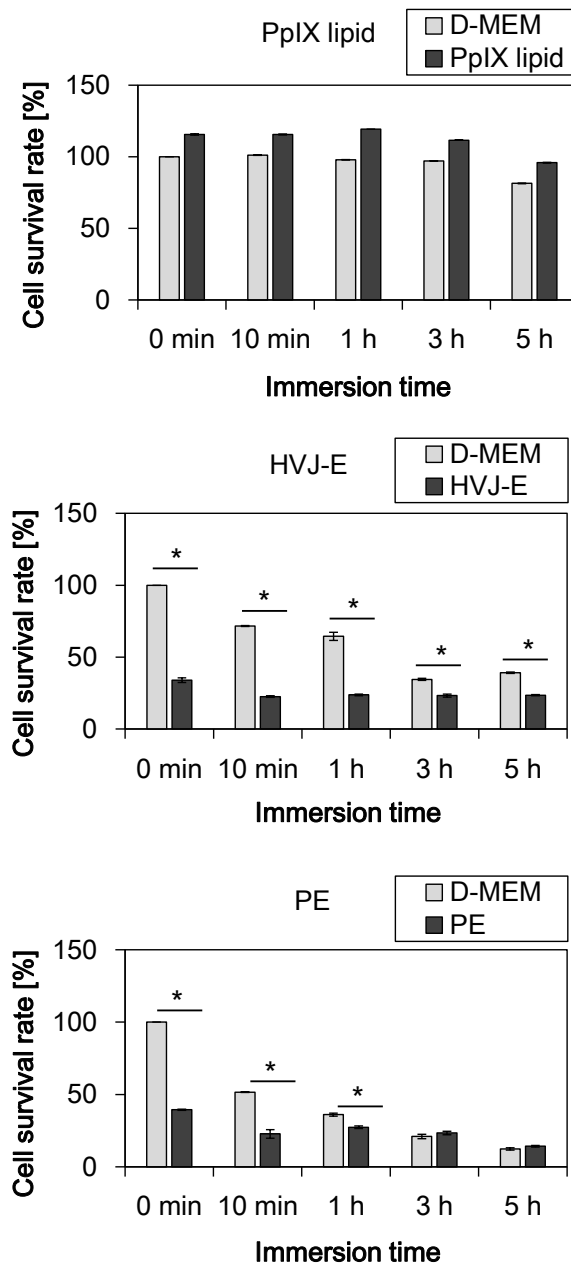 PpIX lipid
D-MEM
PpIX lipid
Cell survival rate [%]
150
100
50
0
0 min 10 min 1 h 3 h 5 h
Immersion time
HVJ-E
D-MEM
HVJ-E
Cell survival rate [%]
150
100
50
0
* * * * *
0 min 10 min 1 h 3 h 5 h
Immersion time
PE
D-MEM
PE
Cell survival rate [%]
150
100
50
0
* * *
0 min 10 min 1 h 3 h 5 h
Immersion time